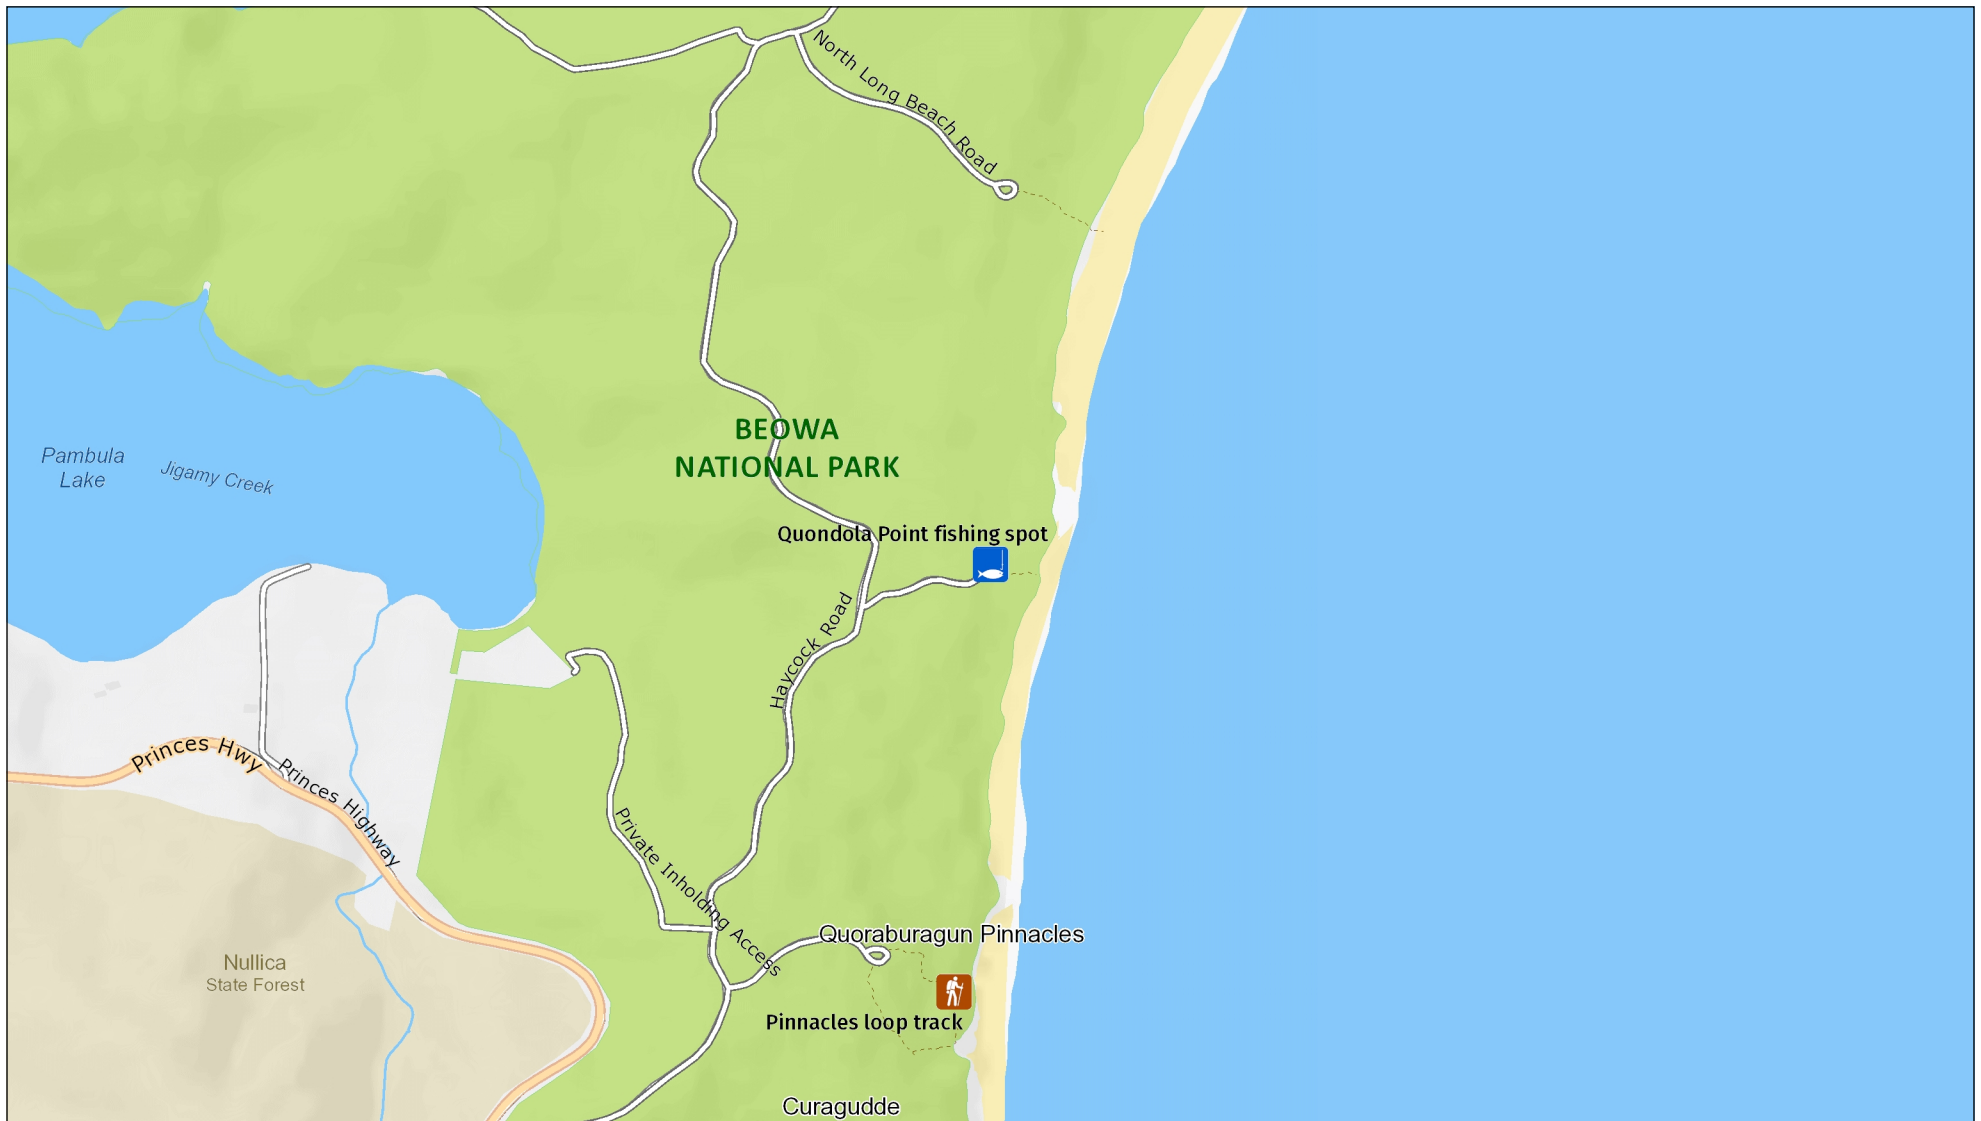 North Long Beach Road
BEOWA
NATIONAL PARK
Pambula
Lake
Jigamy Creek
Quondola Point fishing spot
Haycock Road
Princes Hwy
Princes Highway
Private Inholding Access
Quoraburagun Pinnacles
Nullica
State Forest
Pinnacles loop track
Curagudde